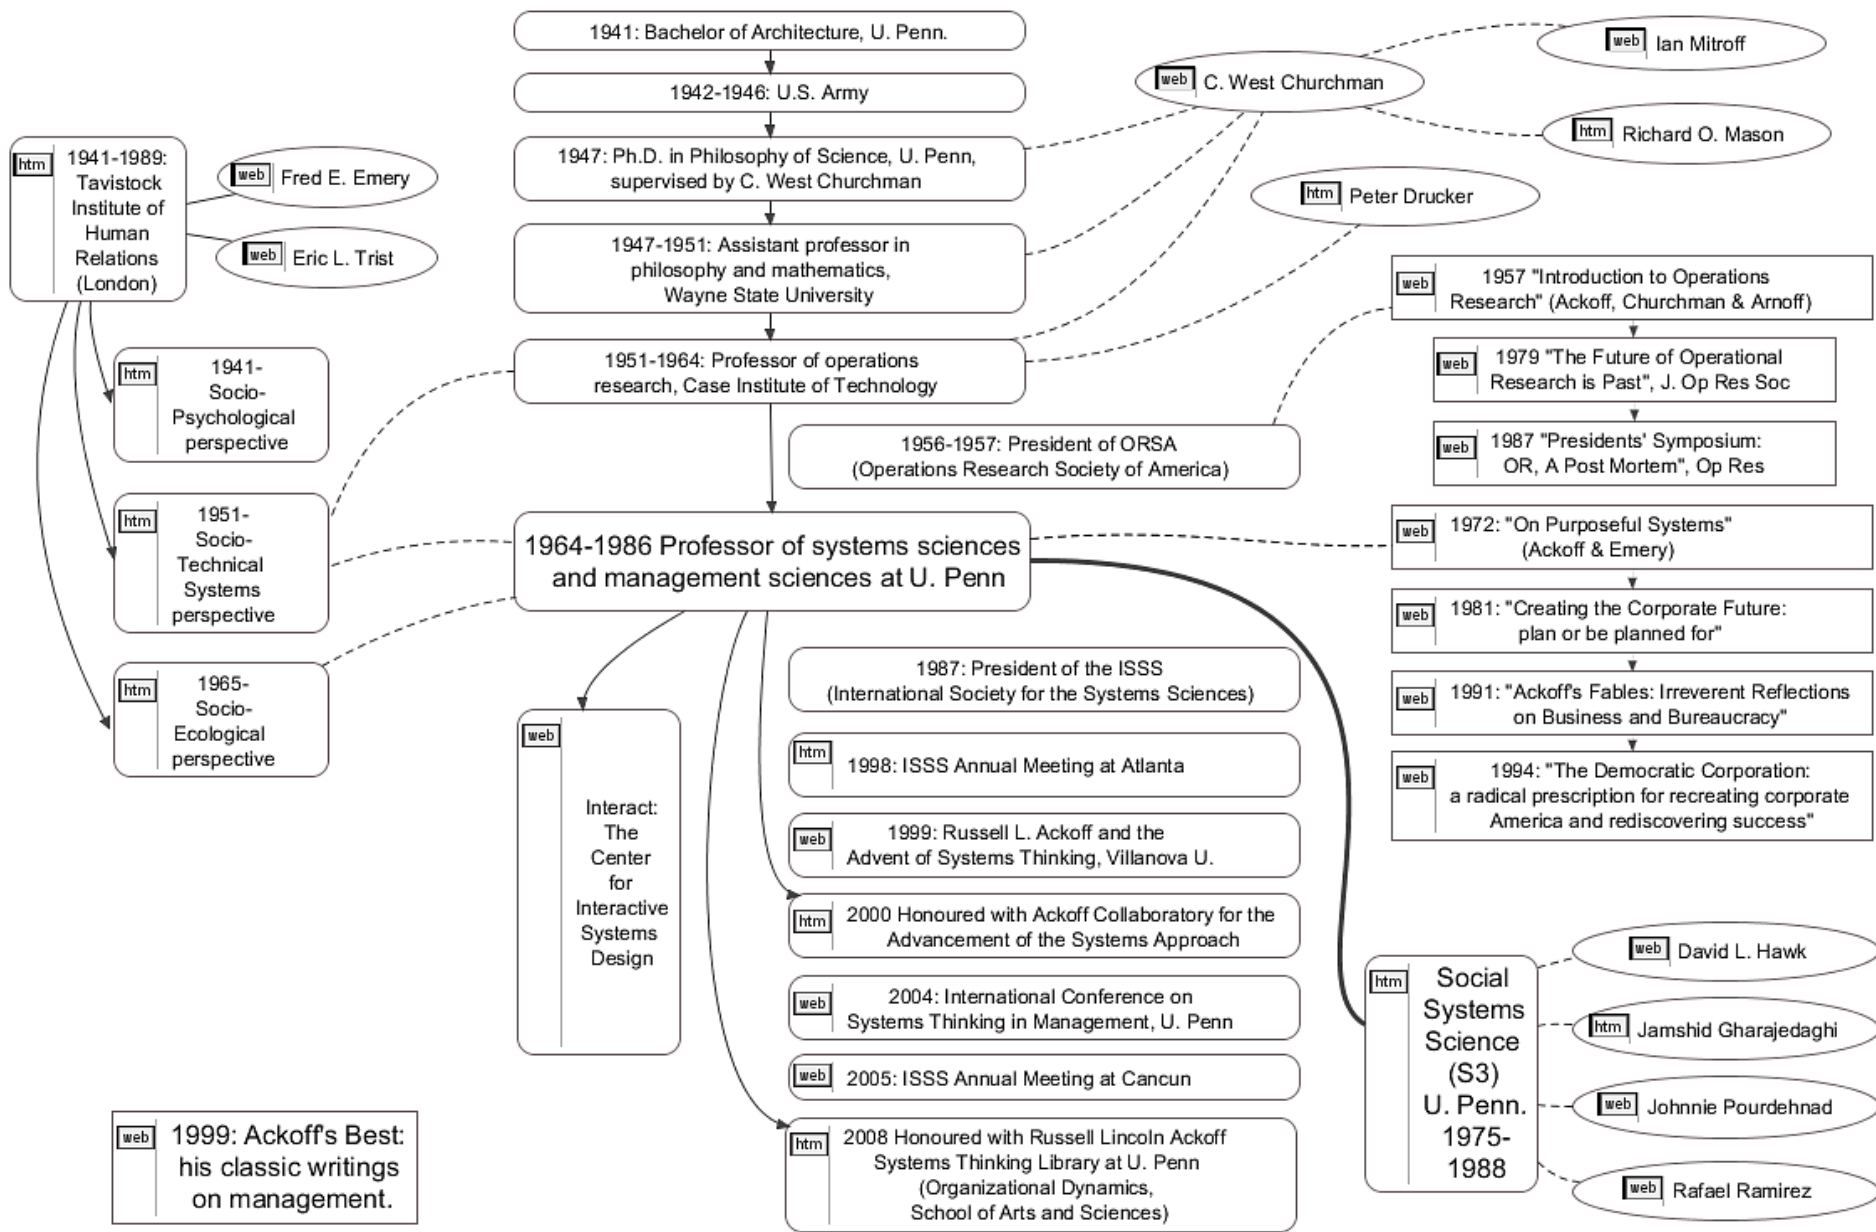 1941: Bachelor of Architecture, U. Penn.
1942-1946: U.S. Army
1947: Ph.D. in Philosophy of Science, U. Penn,
supervised by C. West Churchman
1947-1951: Assistant professor in
philosophy and mathematics,
Wayne State University
1951-1964: Professor of operations
research, Case Institute of Technology
1956-1957: President of ORSA
(Operations Research Society of America)
1964-1986 Professor of systems sciences
and management sciences at U. Penn
web
C. West Churchman
web
Ian Mitroff
htm
Richard O. Mason
htm
Peter Drucker
htm
1941-1989:
Tavistock
Institute of
Human
Relations
(London)
web
Fred E. Emery
web
Eric L. Trist
htm
1941-
Socio-
Psychological
perspective
htm
1951-
Socio-
Technical
Systems
perspective
htm
1965-
Socio-
Ecological
perspective
web
1957 "Introduction to Operations
Research" (Ackoff, Churchman & Arnoff)
web
1979 "The Future of Operational
Research is Past", J. Op Res Soc
web
1987 "Presidents' Symposium:
OR, A Post Mortem", Op Res
web
1972: "On Purposeful Systems"
(Ackoff & Emery)
web
1981: "Creating the Corporate Future:
plan or be planned for"
web
1991: "Ackoff's Fables: Irreverent Reflections
on Business and Bureaucracy"
web
1994: "The Democratic Corporation:
a radical prescription for recreating corporate
America and rediscovering success"
web
Interact:
The
Center
for
Interactive
Systems
Design
1987: President of the ISSS
(International Society for the Systems Sciences)
htm
1998: ISSS Annual Meeting at Atlanta
web
1999: Russell L. Ackoff and the
Advent of Systems Thinking, Villanova U.
htm
2000 Honoured with Ackoff Collaboratory for the
Advancement of the Systems Approach
web
2004: International Conference on
Systems Thinking in Management, U. Penn
web
2005: ISSS Annual Meeting at Cancun
htm
2008 Honoured with Russell Lincoln Ackoff
Systems Thinking Library at U. Penn
(Organizational Dynamics,
School of Arts and Sciences)
htm
Social
Systems
Science
(S3)
U. Penn.
1975-
1988
web
David L. Hawk
htm
Jamshid Gharajedaghi
web
Johnnie Pourdehnad
web
Rafael Ramirez
web
1999: Ackoff's Best:
his classic writings
on management.